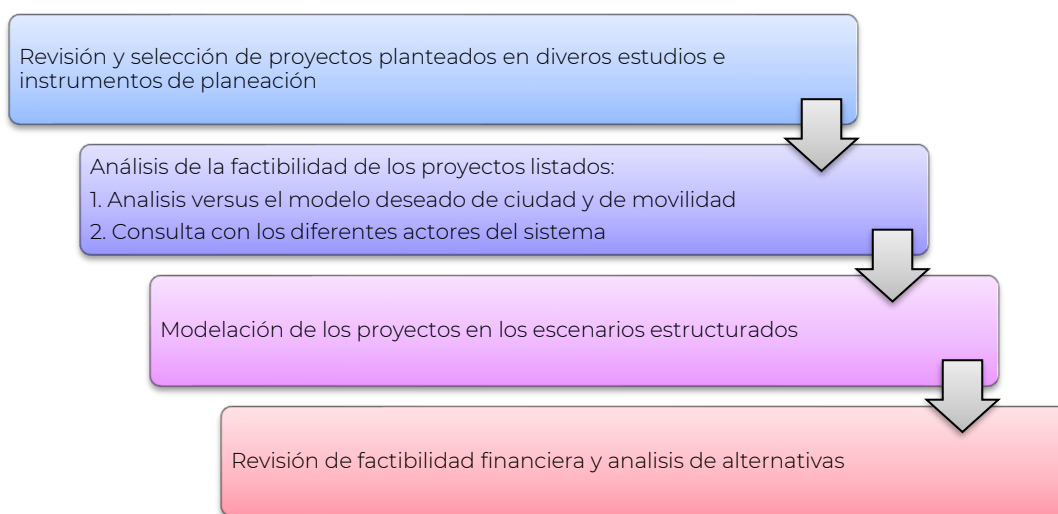 Revisión y selección de proyectos planteados en diveros estudios e
instrumentos de planeación
Análisis de la factibilidad de los proyectos listados:
1. Analisis versus el modelo deseado de ciudad y de movilidad
2. Consulta con los diferentes actores del sistema
Modelación de los proyectos en los escenarios estructurados
Revisión de factibilidad financiera y analisis de alternativas